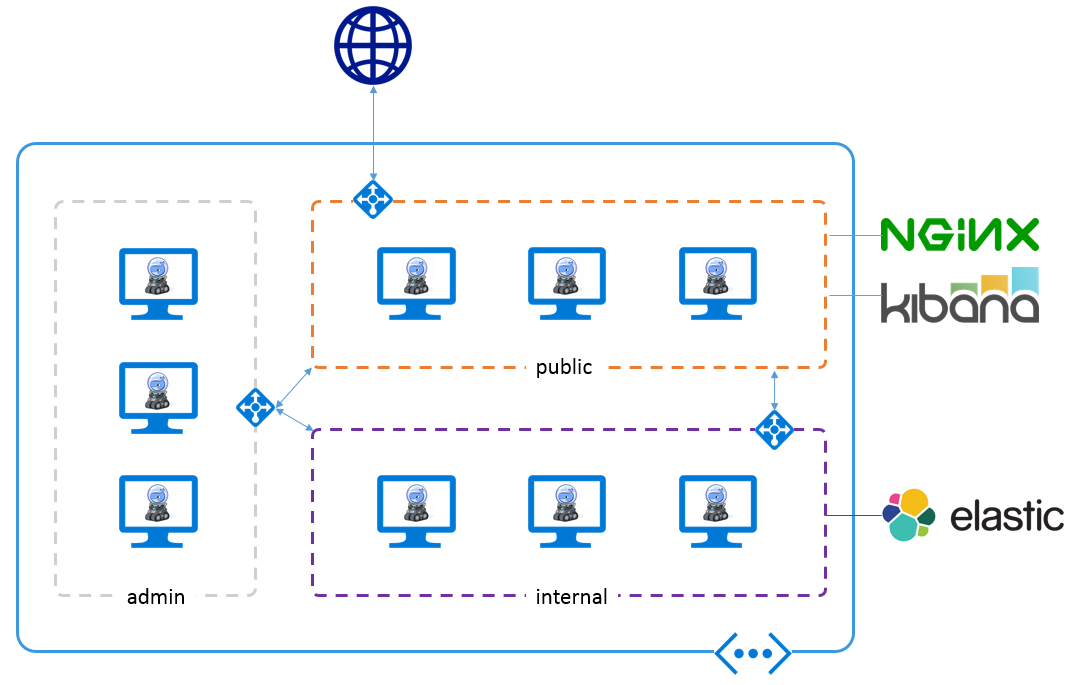 NGINX
kibana
public
elastic
admin
internal